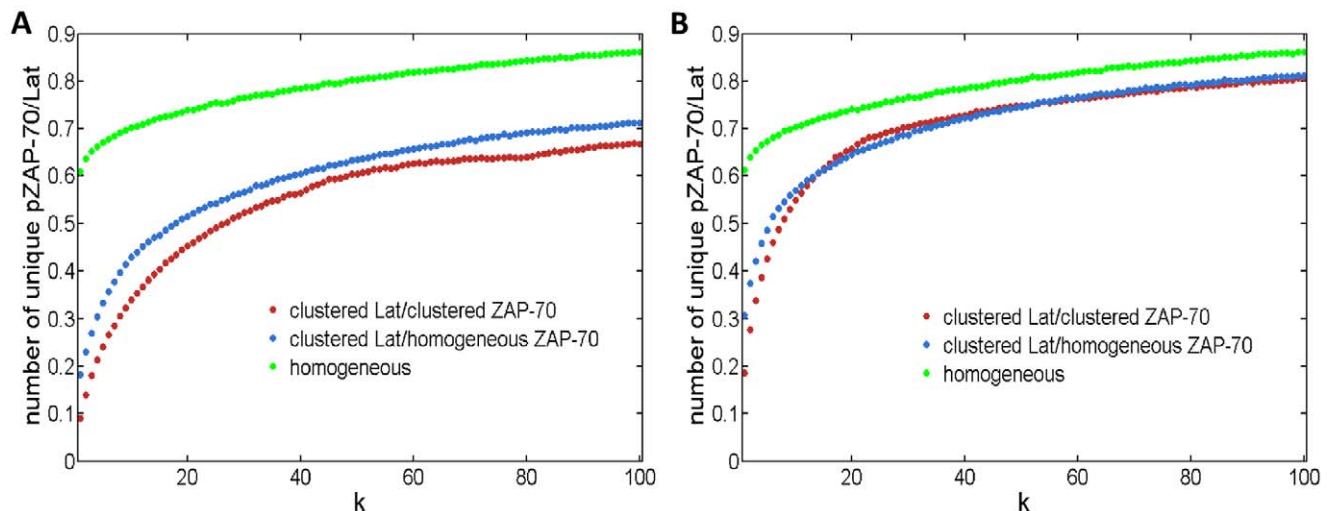 A
number of unique pZAP-70/Lat
0.9
0.8
0.7
0.6
0.5
0.4
0.3
0.2
0.1
0
clustered Lat/clustered ZAP-70
clustered Lat/homogeneous ZAP-70
homogeneous
20
40
60
80
100
k
B
number of unique pZAP-70/Lat
0.9
0.8
0.7
0.6
0.5
0.4
0.3
0.2
0.1
0
clustered Lat/clustered ZAP-70
clustered Lat/homogeneous ZAP-70
homogeneous
20
40
60
80
100
k